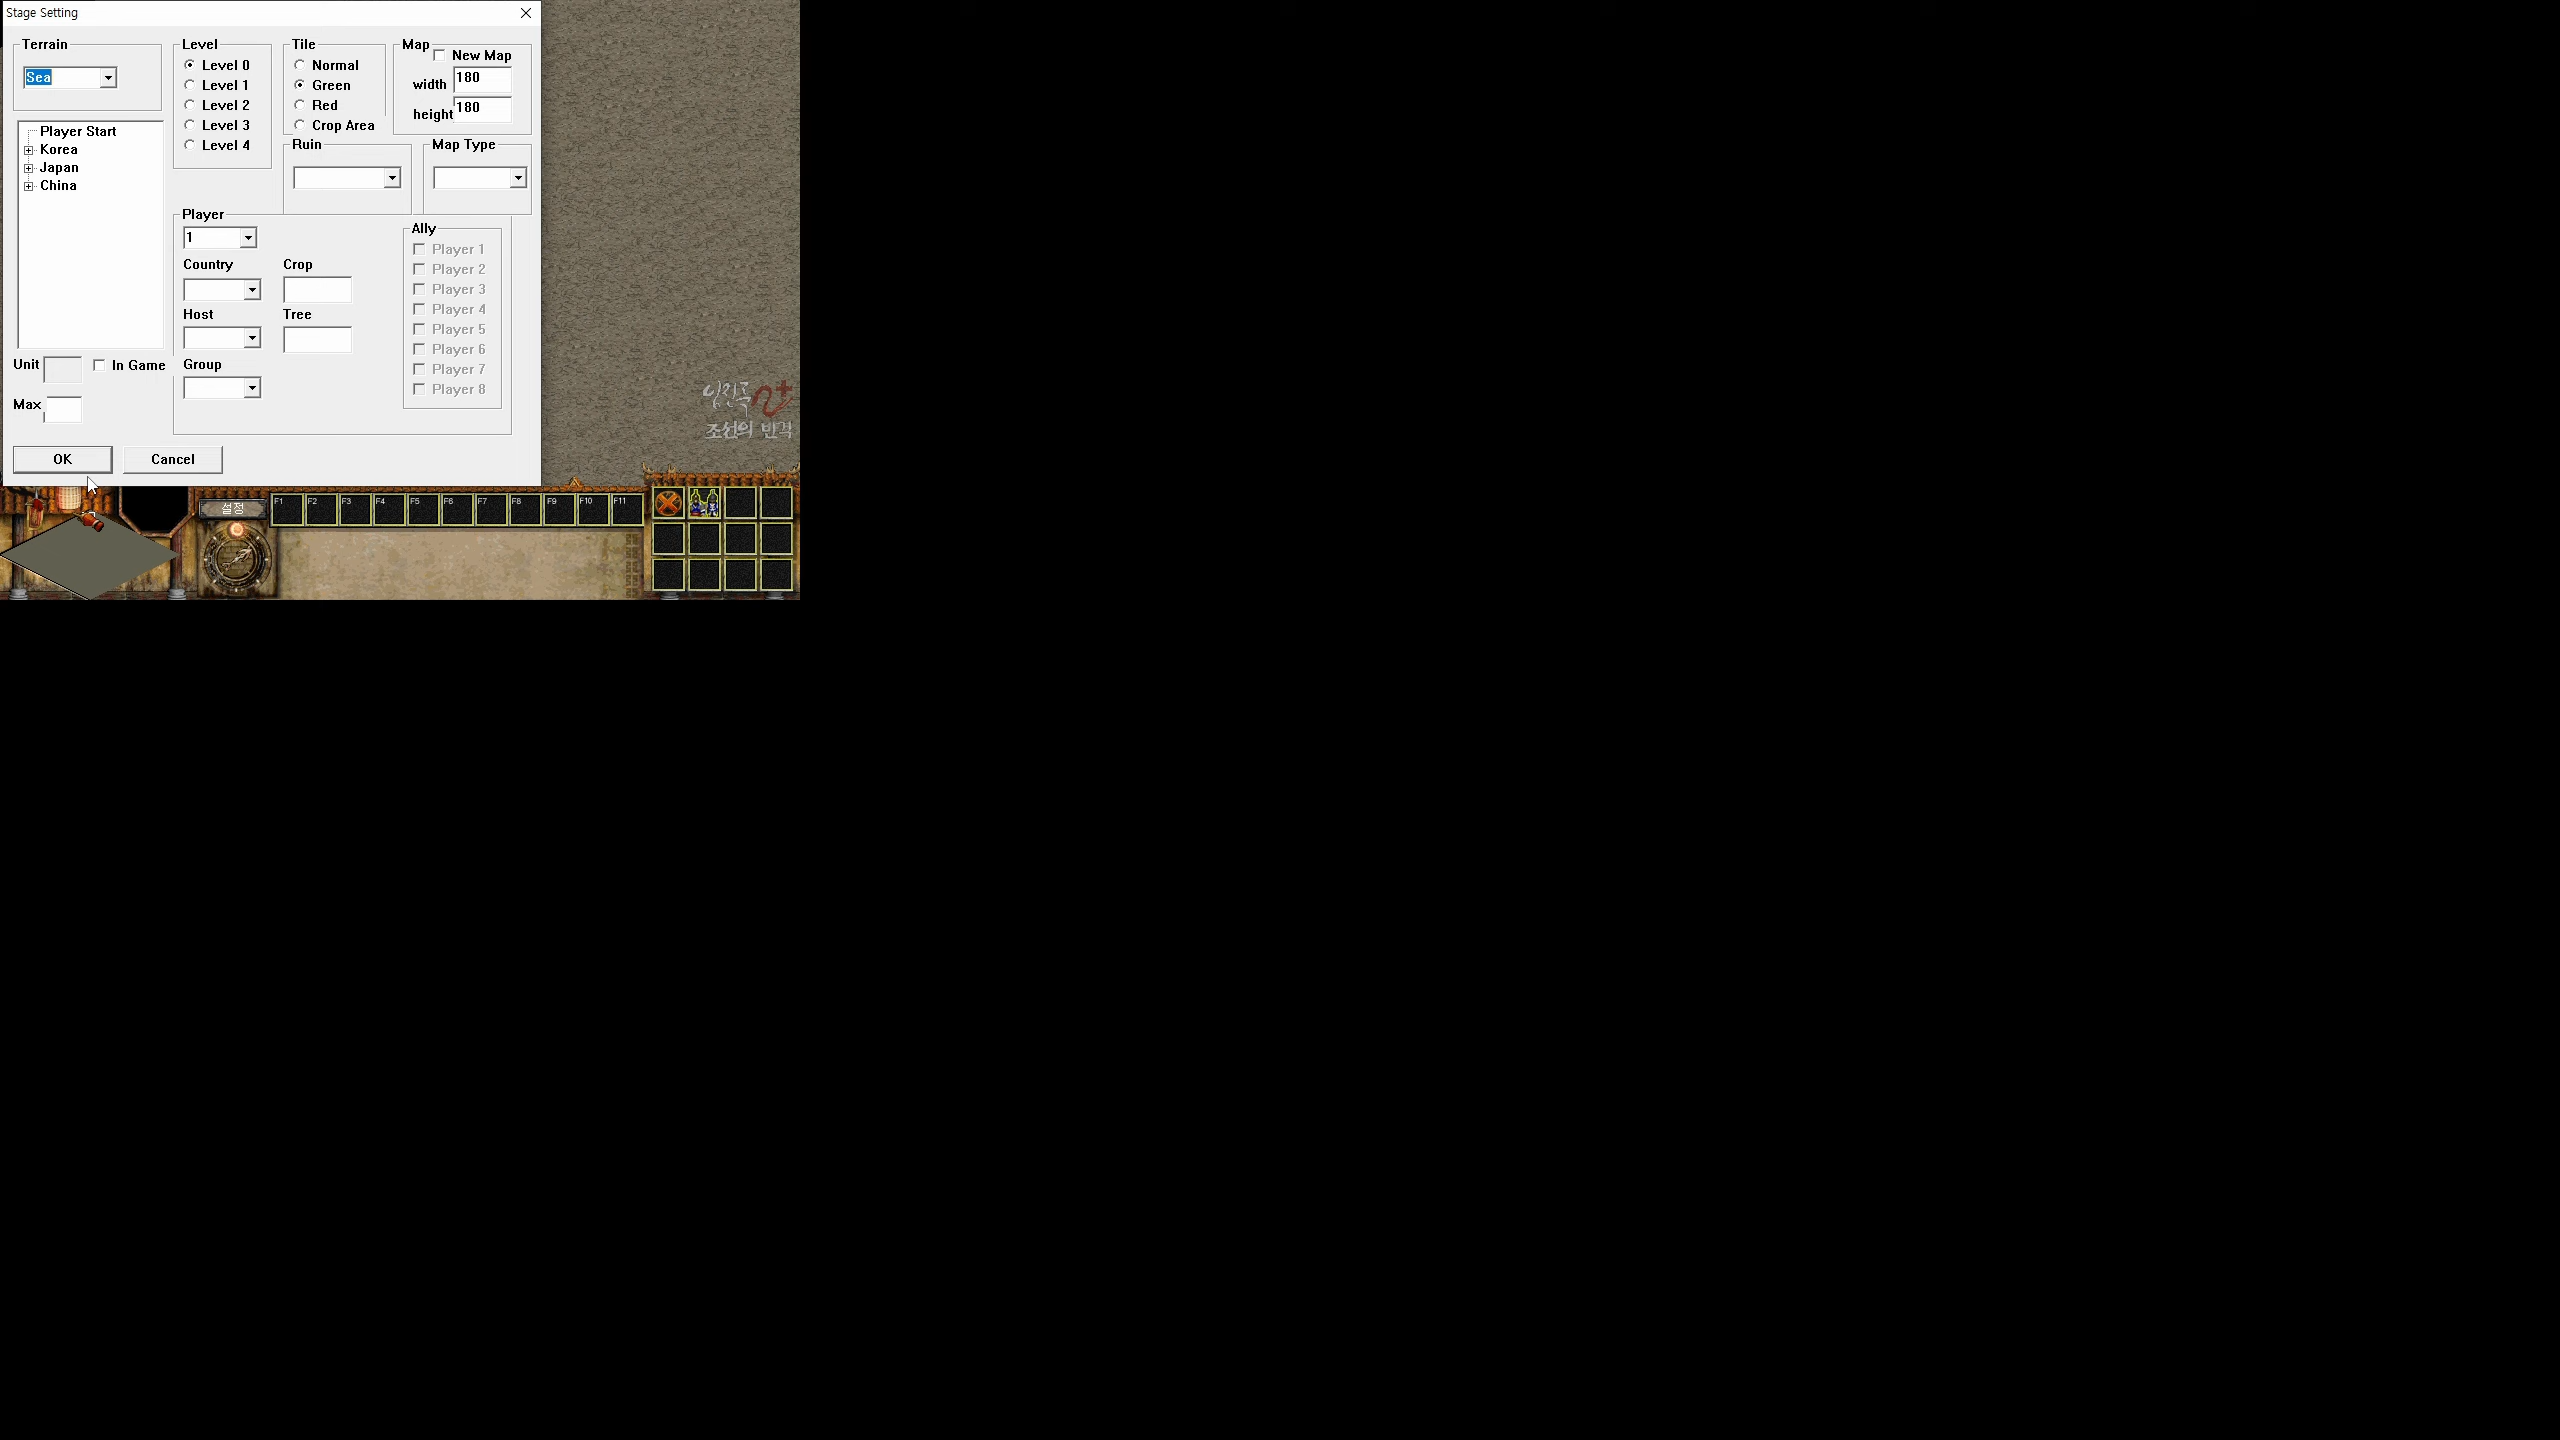 Stage Setting
Terrain
Sea
Level
Level 0
Level 1
Level 2
Level 3
Level 4
Tile
Normal
Green
Red
Crop Area
Map
New Map
width
180
height
180
Player Start
Korea
Japan
China
Ruin
Map Type
Player
1
Country
Crop
Host
Tree
Group
Ally
Player 1
Player 2
Player 3
Player 4
Player 5
Player 6
Player 7
Player 8
Unit
In Game
Max
OK
Cancel
임진록 2+
조선의 반격
설정
F1 F2 F3 F4 F5 F6 F7 F8 F9 F10 F11